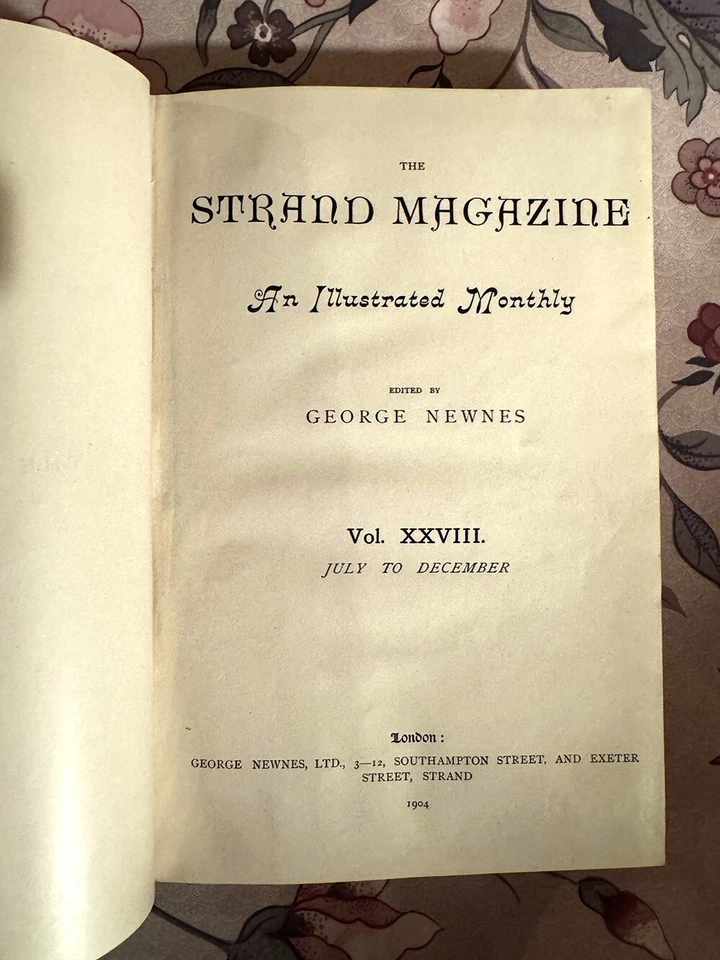 THE
STRAND MAGAZINE
An Illustrated Monthly
EDITED BY
GEORGE NEWNES
Vol. XXVIII.
JULY TO DECEMBER
London :
GEORGE NEWNES, LTD., 3—12, SOUTHAMPTON STREET, AND EXETER
STREET, STRAND
1904